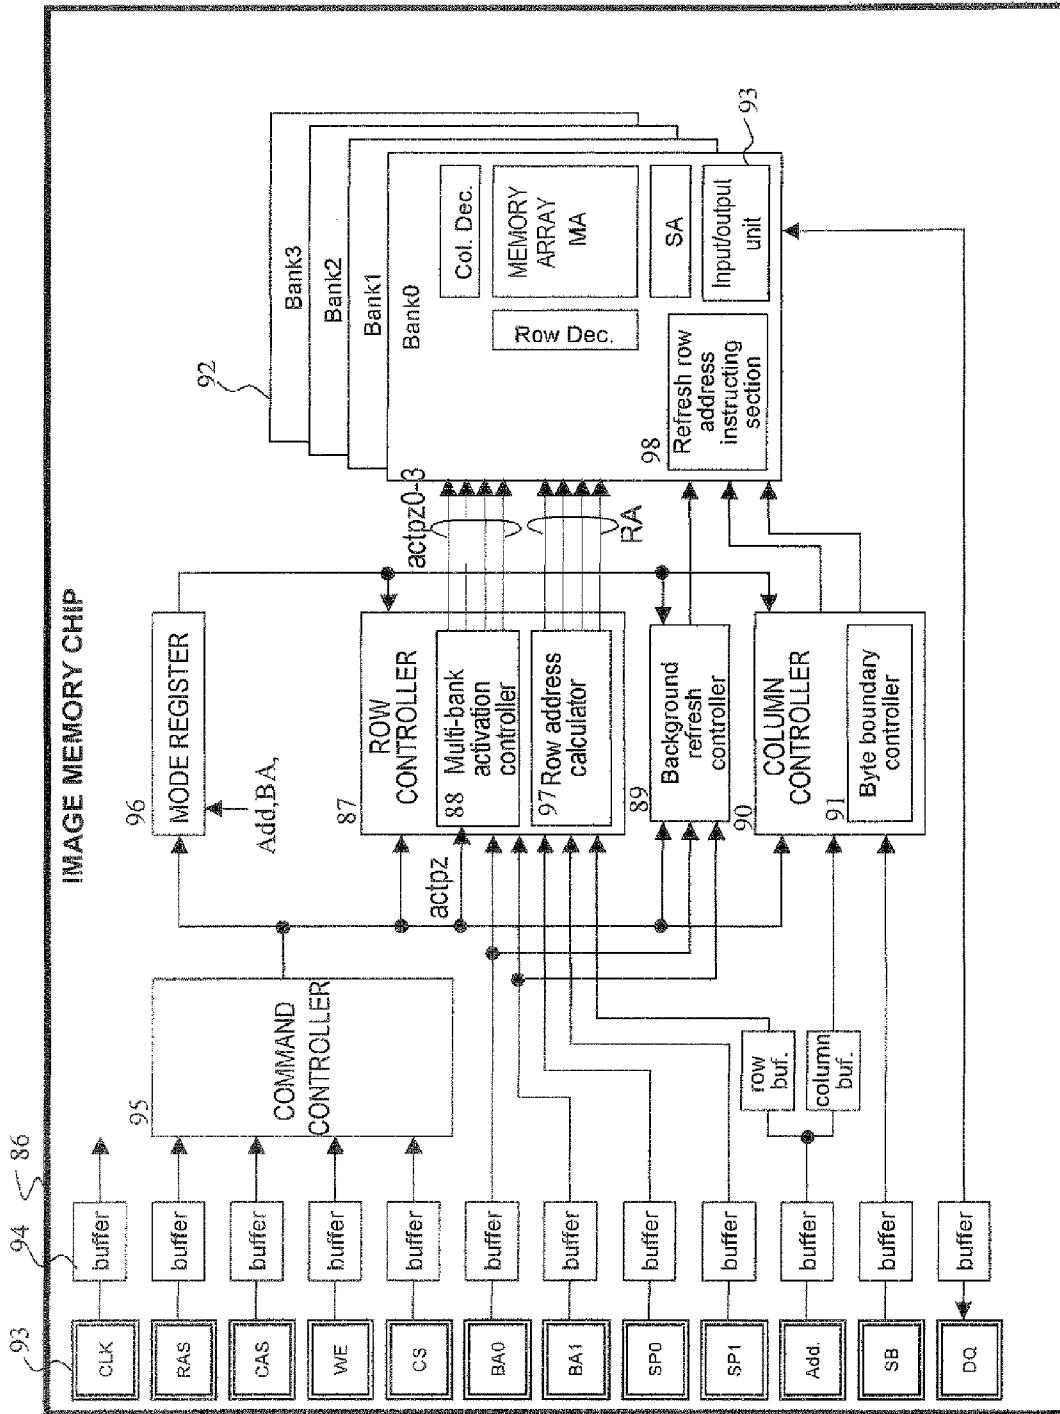 IMAGE MEMORY CHIP
86
93
94
CLK
buffer
RAS
buffer
CAS
buffer
WE
buffer
CS
buffer
BA0
buffer
BA1
buffer
SP0
buffer
SP1
buffer
Add.
buffer
SB
buffer
DQ
buffer
95
COMMAND
CONTROLLER
row
buf.
column
buf.
96
MODE REGISTER
Add,BA,
87
ROW
CONTROLLER
actpz
88
Multi-bank
activation
controller
97
Row address
calculator
89
Background
refresh
controller
90
COLUMN
CONTROLLER
91
Byte boundary
controller
actpz0-3
RA
92
Bank3
Bank2
Bank1
Bank0
Col. Dec.
MEMORY
ARRAY
MA
Row Dec.
SA
98
Refresh row
address
instructing
section
Input/output
unit
93